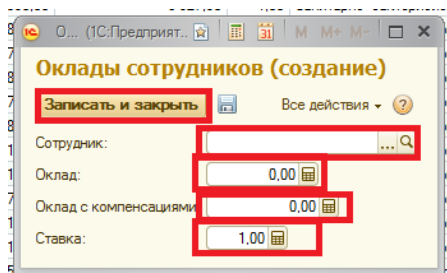 О... (1С:Предприят.. 31 M M+ M-
Оклады сотрудников (создание)
Записать и закрыть Все действия ?
Сотрудник: ...
Оклад: 0,00
Оклад с компенсациями 0,00
Ставка: 1,00